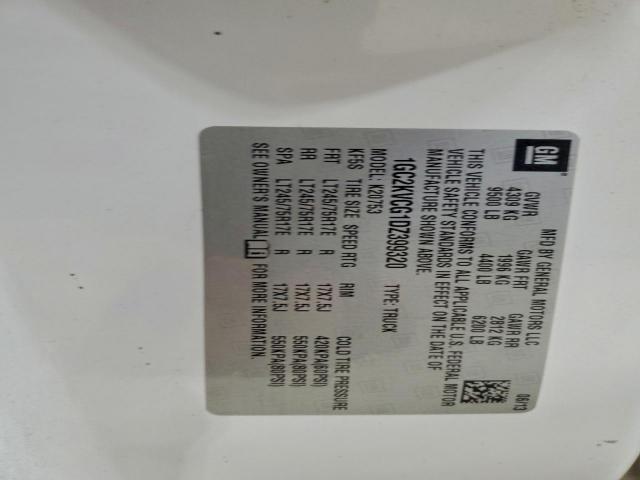 GM
MFD BY GENERAL MOTORS LLC 06/13
GVWR GAWR FRT GAWR RR
4309 KG 1996 KG 2812 KG
9500 LB 4400 LB 6200 LB
THIS VEHICLE CONFORMS TO ALL APPLICABLE U.S. FEDERAL MOTOR
VEHICLE SAFETY STANDARDS IN EFFECT ON THE DATE OF
MANUFACTURE SHOWN ABOVE.
1GC2KVCG1DZ399320 TYPE: TRUCK
MODEL: K20753
KF5S TIRE SIZE SPEED RTG RIM COLD TIRE PRESSURE
FRT LT245/75R17E R 17X7.5J 420KPA(60PSI)
RR LT245/75R17E R 17X7.5J 550KPA(80PSI)
SPA LT245/75R17E R 17X7.5J 550KPA(80PSI)
SEE OWNER'S MANUAL FOR MORE INFORMATION.